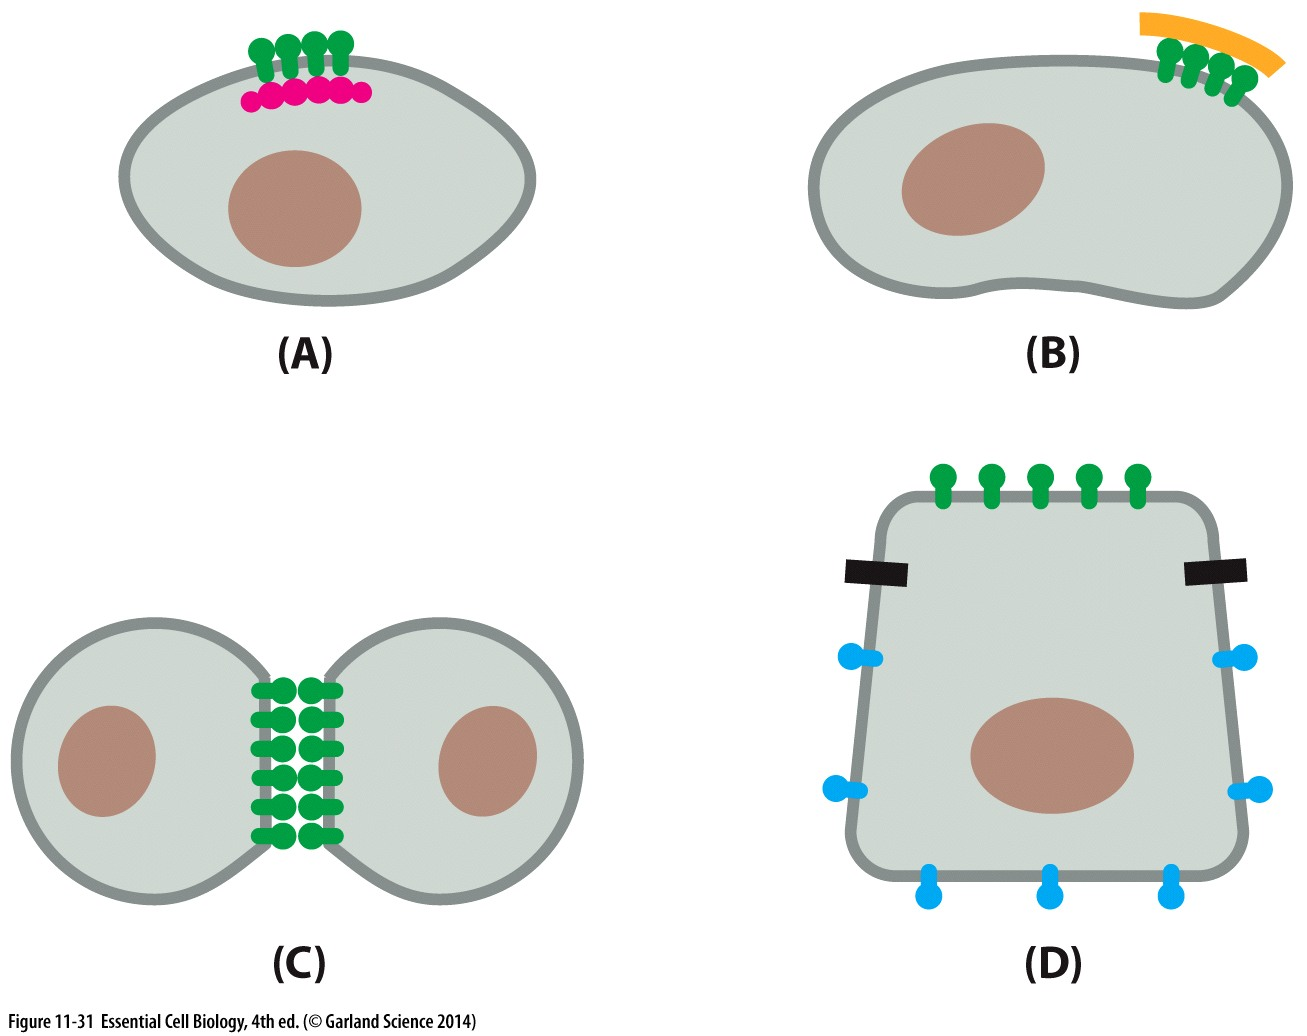 (A)
(B)
(C)
(D)
Figure 11-31 Essential Cell Biology, 4th ed. (© Garland Science 2014)